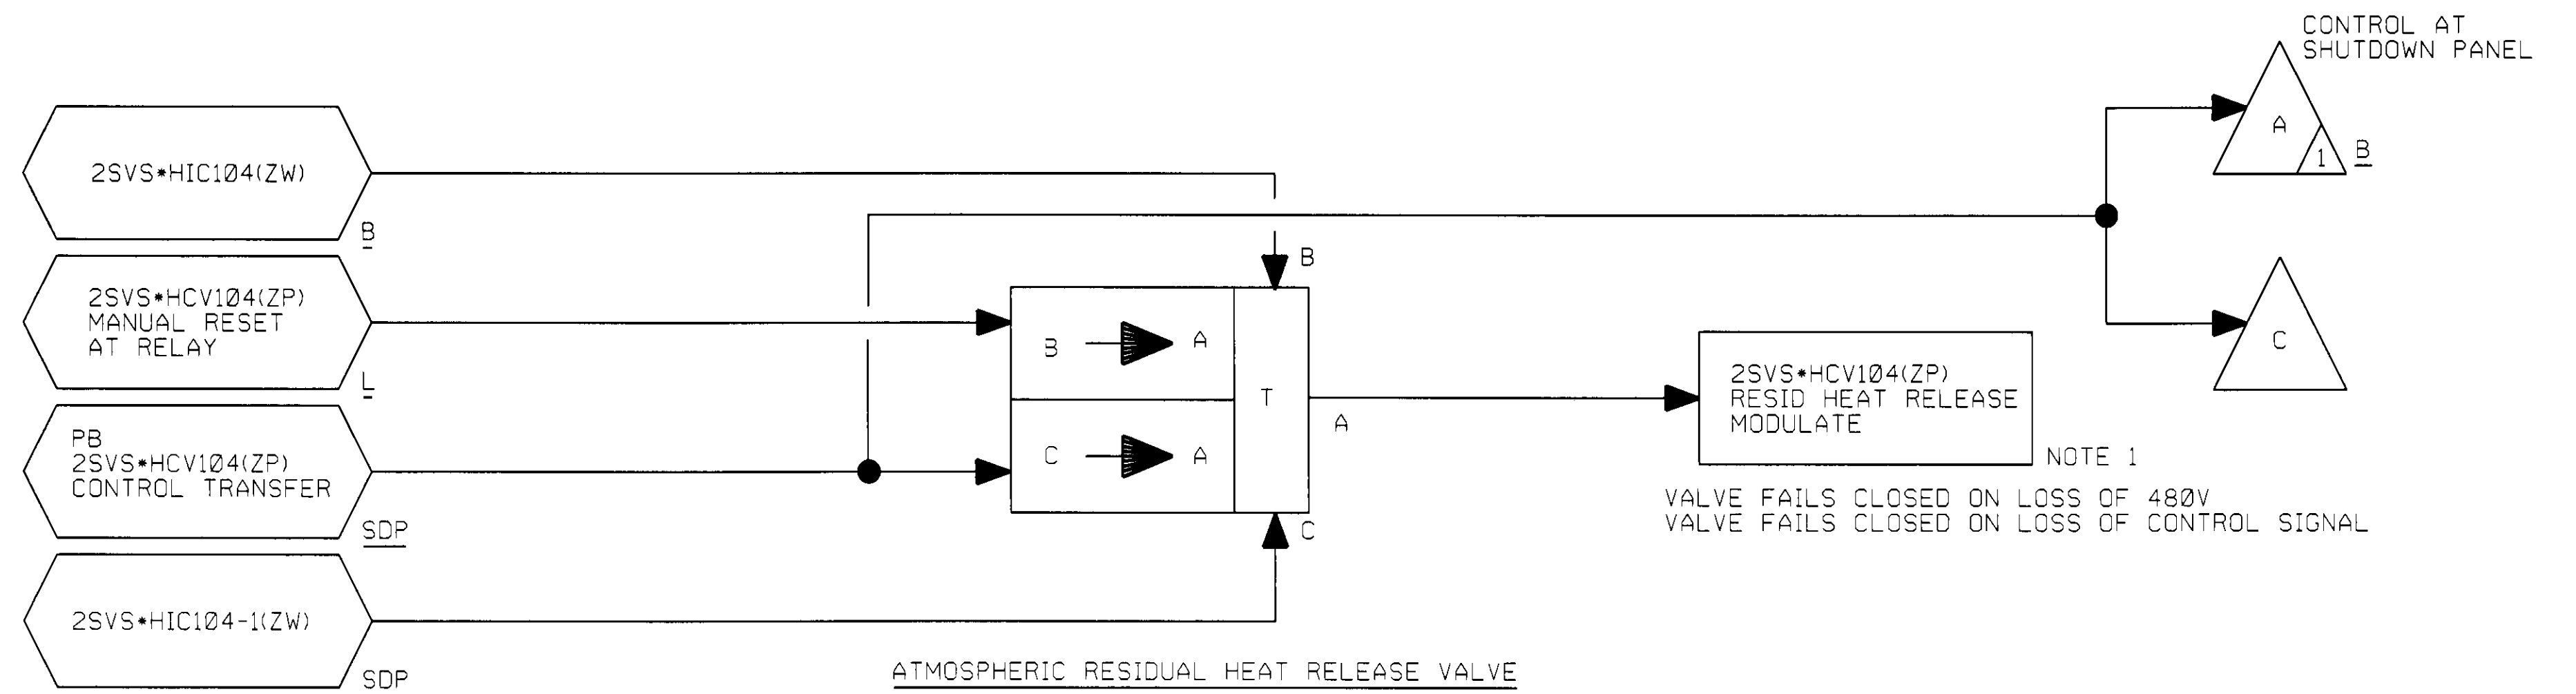 CONTROL AT
SHUTDOWN PANEL
A
1
B
2SVS*HIC104(ZW)
B
B
2SVS*HCV104(ZP)
MANUAL RESET
AT RELAY
L
B
A
C
T
2SVS*HCV104(ZP)
RESID HEAT RELEASE
MODULATE
A
NOTE 1
PB
2SVS*HCV104(ZP)
CONTROL TRANSFER
SDP
C
A
C
VALVE FAILS CLOSED ON LOSS OF 480V
VALVE FAILS CLOSED ON LOSS OF CONTROL SIGNAL
2SVS*HIC104-1(ZW)
SDP
ATMOSPHERIC RESIDUAL HEAT RELEASE VALVE